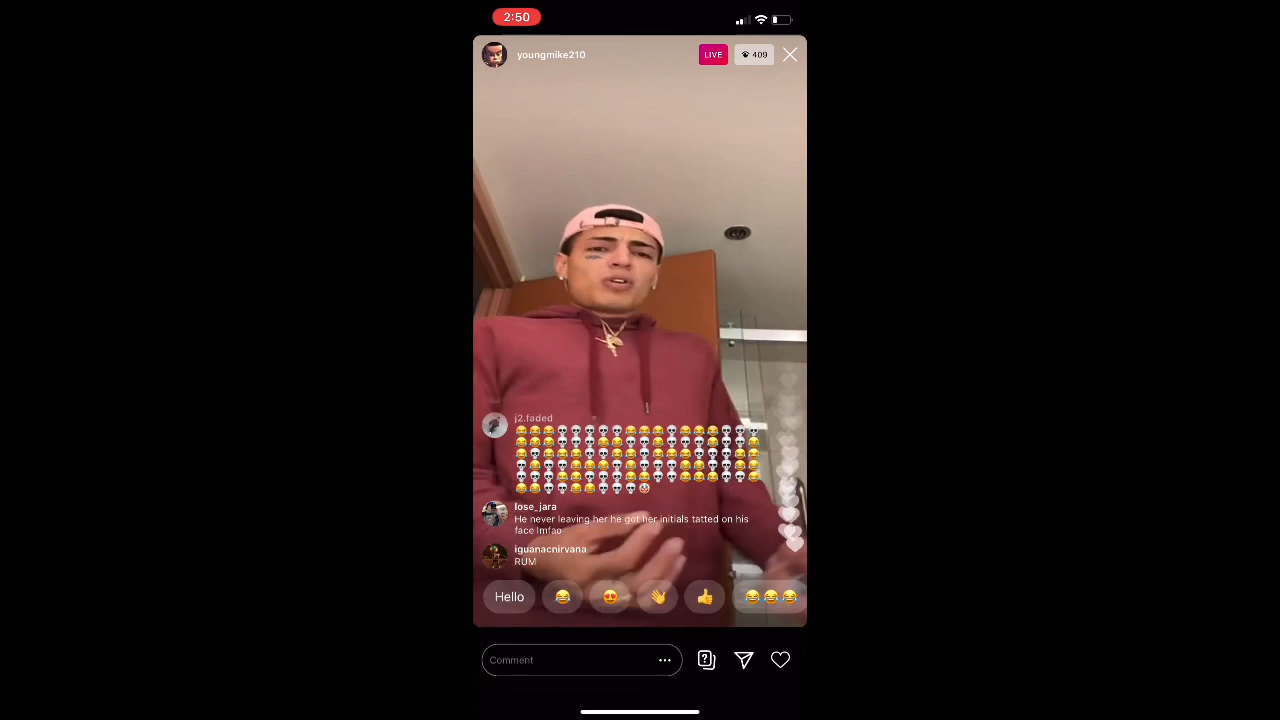 2:50
youngmike210
LIVE
409
j2.faded
lose_jara
He never leaving her he got her initials tatted on his
face lmfao
iguanacnirvana
RUM
Hello
Comment